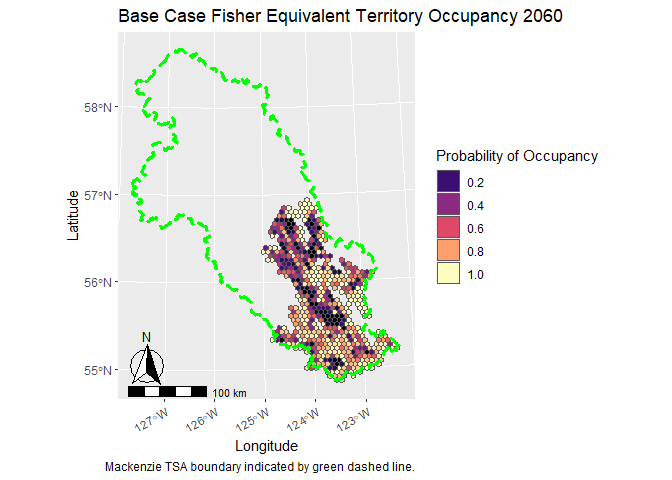 Base Case Fisher Equivalent Territory Occupancy 2060
58°N
57°N
56°N
55°N
Latitude
N
100 km
127°W
126°W
125°W
124°W
123°W
Longitude
Mackenzie TSA boundary indicated by green dashed line.
Probability of Occupancy
0.2
0.4
0.6
0.8
1.0